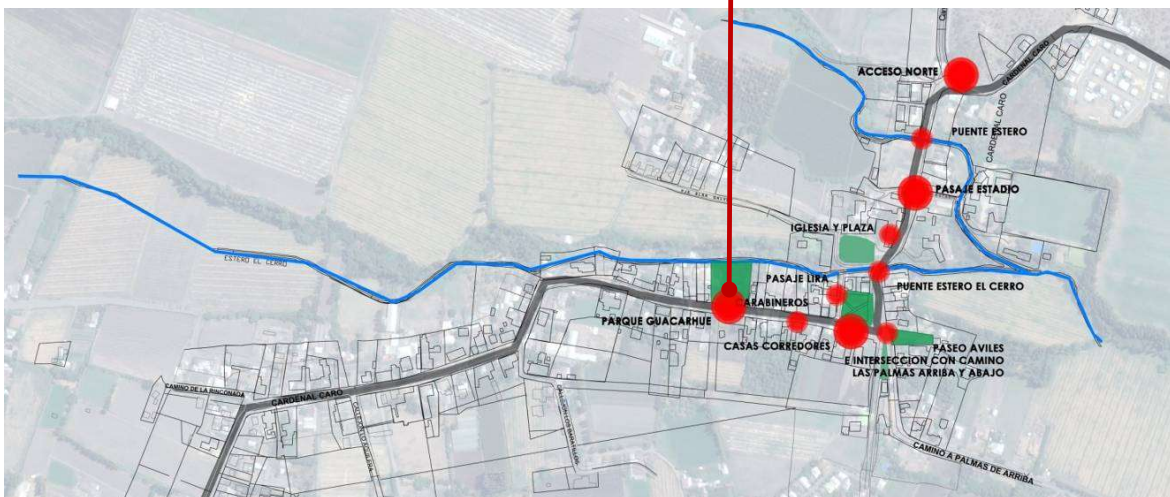 ACCESO NORTE
CARDENAL CARO
CARDENAL CARO
PUENTE ESTERO
PASAJE ESTADIO
IGLESIA Y PLAZA
ESTERO EL CERRO
PASAJE LIRA
PUENTE ESTERO EL CERRO
CARABINEROS
PARQUE GUACARHUE
CASAS CORREDORES
PASEO AVILES
E INTERSECCION CON CAMINO
LAS PALMAS ARRIBA Y ABAJO
CAMINO DE LA RINCONADA
CARDENAL CARO
CAMINO A PALMAS DE ARRIBA